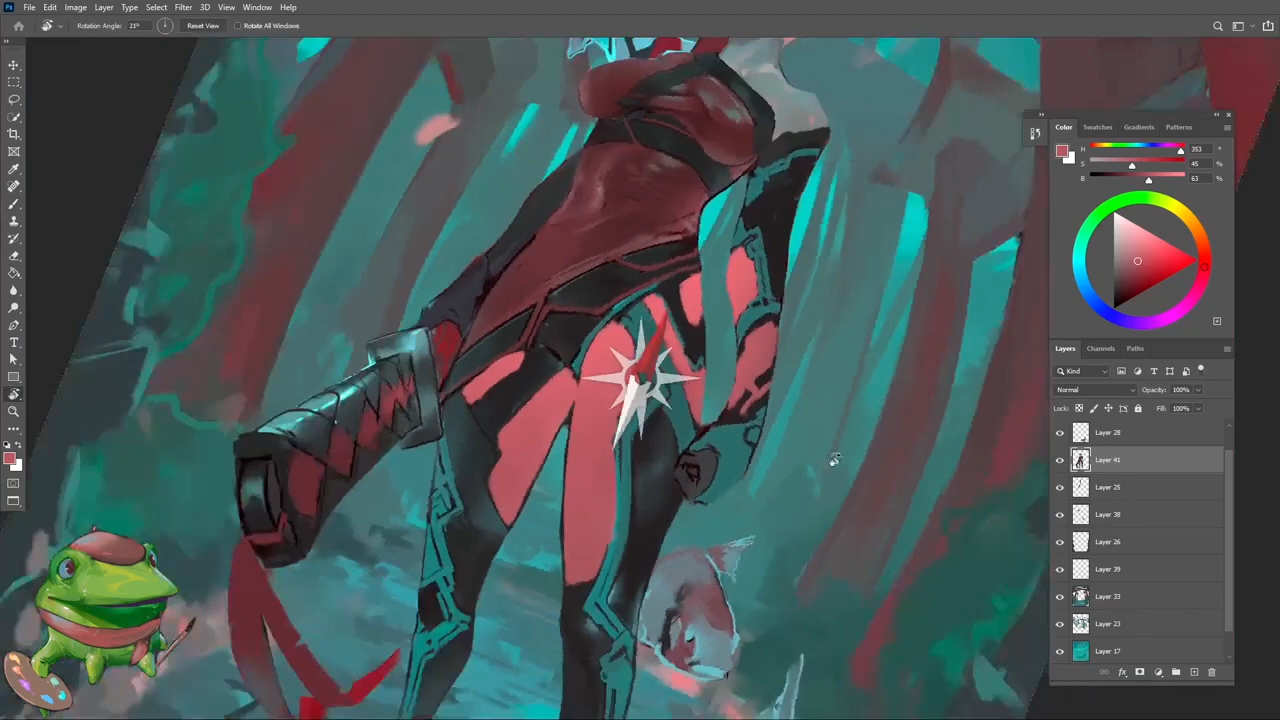 Ps File Edit Image Layer Type Select Filter 3D View Window Help
Rotation Angle: 21° Reset View Rotate All Windows
Color Swatches Gradients Patterns
H 353 °
S 45 %
B 63 %
Layers Channels Paths
Kind
Normal Opacity: 100%
Lock: Fill: 100%
Layer 28
Layer 41
Layer 25
Layer 38
Layer 26
Layer 39
Layer 33
Layer 23
Layer 17
fx